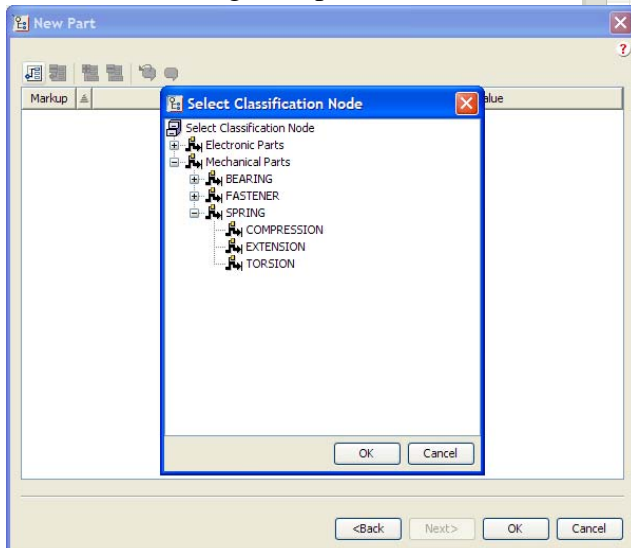 New Part
?
Markup
alue
Select Classification Node
Select Classification Node
Electronic Parts
Mechanical Parts
BEARING
FASTENER
SPRING
COMPRESSION
EXTENSION
TORSION
OK Cancel
<Back Next> OK Cancel